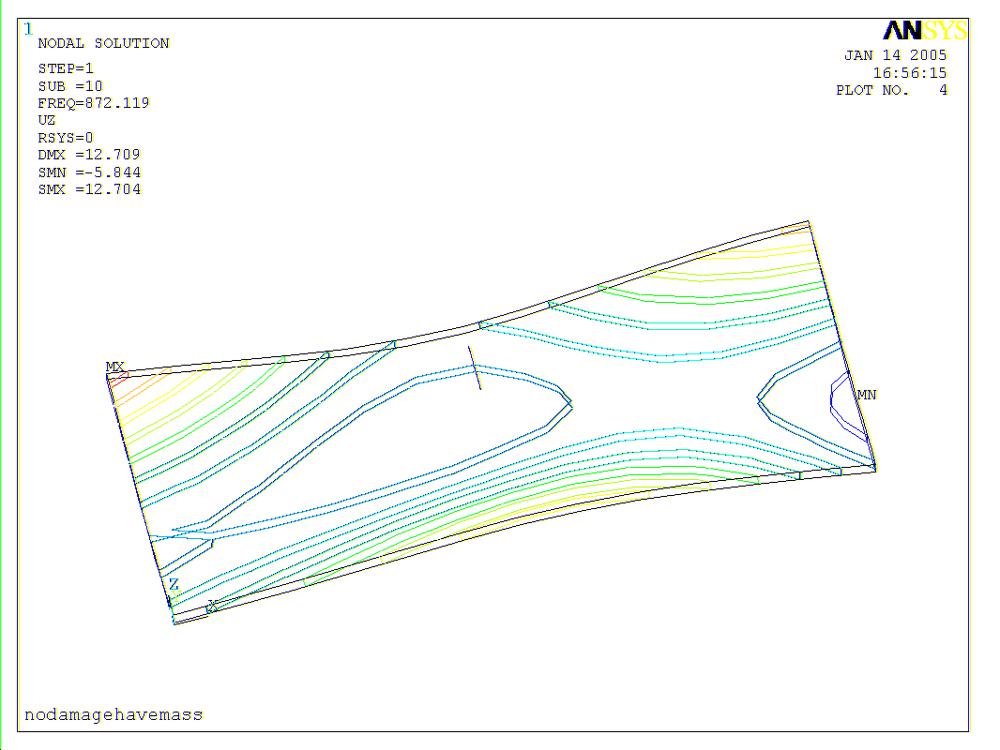 1
ANSYS
NODAL SOLUTION
JAN 14 2005
16:56:15
PLOT NO. 4
STEP=1
SUB =10
FREQ=872.119
UZ
RSYS=0
DMX =12.709
SMN =-5.844
SMX =12.704
MX
MN
Z
X
nodamagehavemass